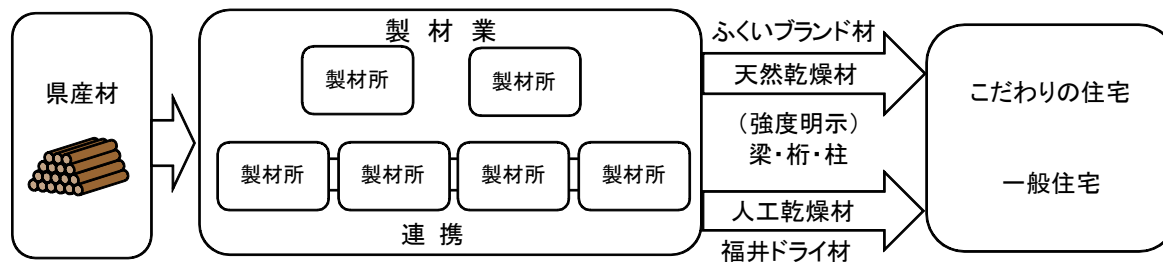 県産材
製 材 業
製材所
製材所
製材所
製材所
製材所
製材所
連 携
ふくいブランド材
天然乾燥材
（強度明示）
梁・桁・柱
人工乾燥材
福井ドライ材
こだわりの住宅
一般住宅